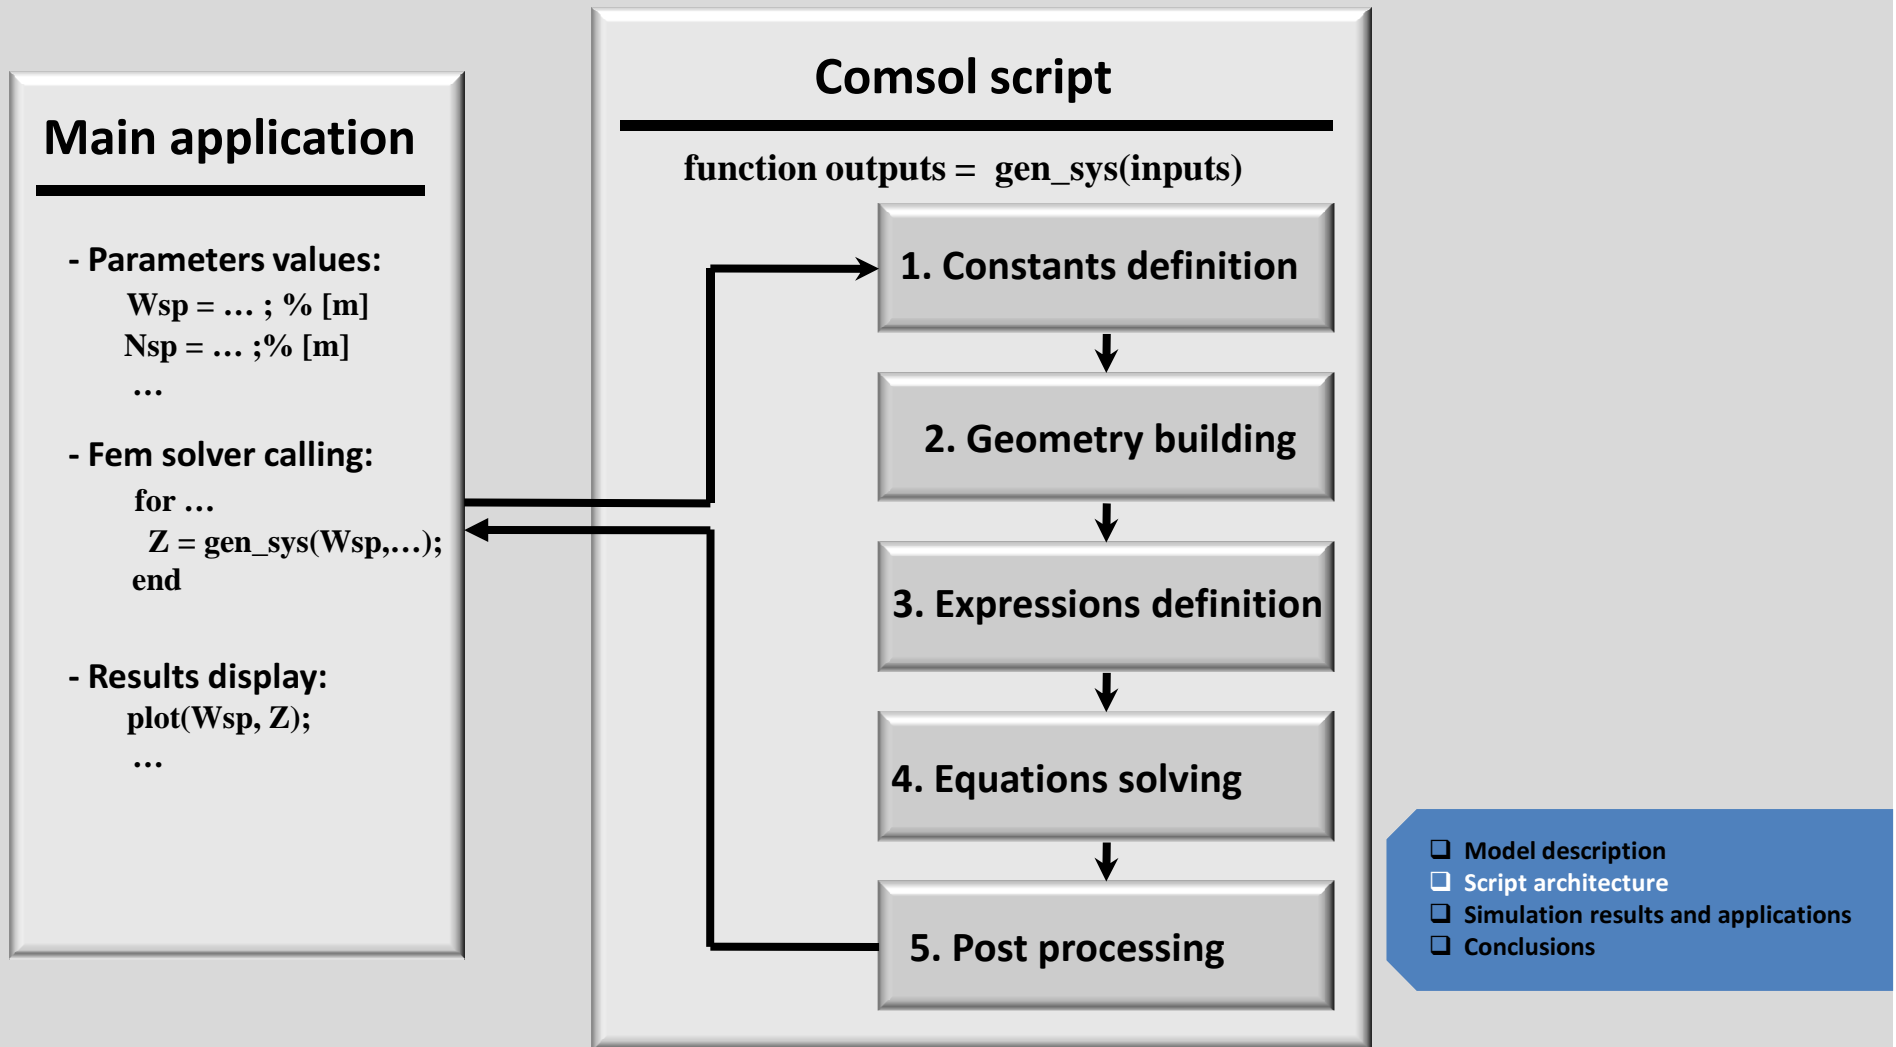 Main application
- Parameters values:
Wsp = … ; % [m]
Nsp = … ;% [m]
…
- Fem solver calling:
for …
Z = gen_sys(Wsp,…);
end
- Results display:
plot(Wsp, Z);
…
Comsol script
function outputs = gen_sys(inputs)
1. Constants definition
2. Geometry building
3. Expressions definition
4. Equations solving
5. Post processing
❑ Model description
❑ Script architecture
❑ Simulation results and applications
❑ Conclusions